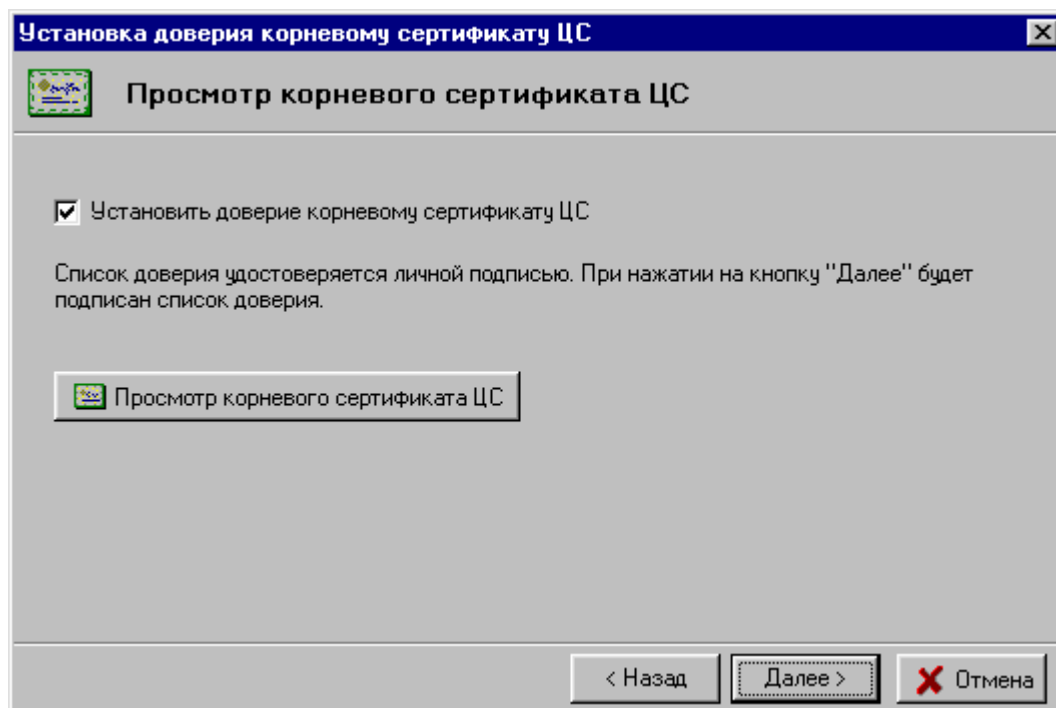 Установка доверия корневому сертификату ЦС
Просмотр корневого сертификата ЦС
Установить доверие корневому сертификату ЦС
Список доверия удостоверяется личной подписью. При нажатии на кнопку "Далее" будет
подписан список доверия.
Просмотр корневого сертификата ЦС
< Назад
Далее >
Отмена